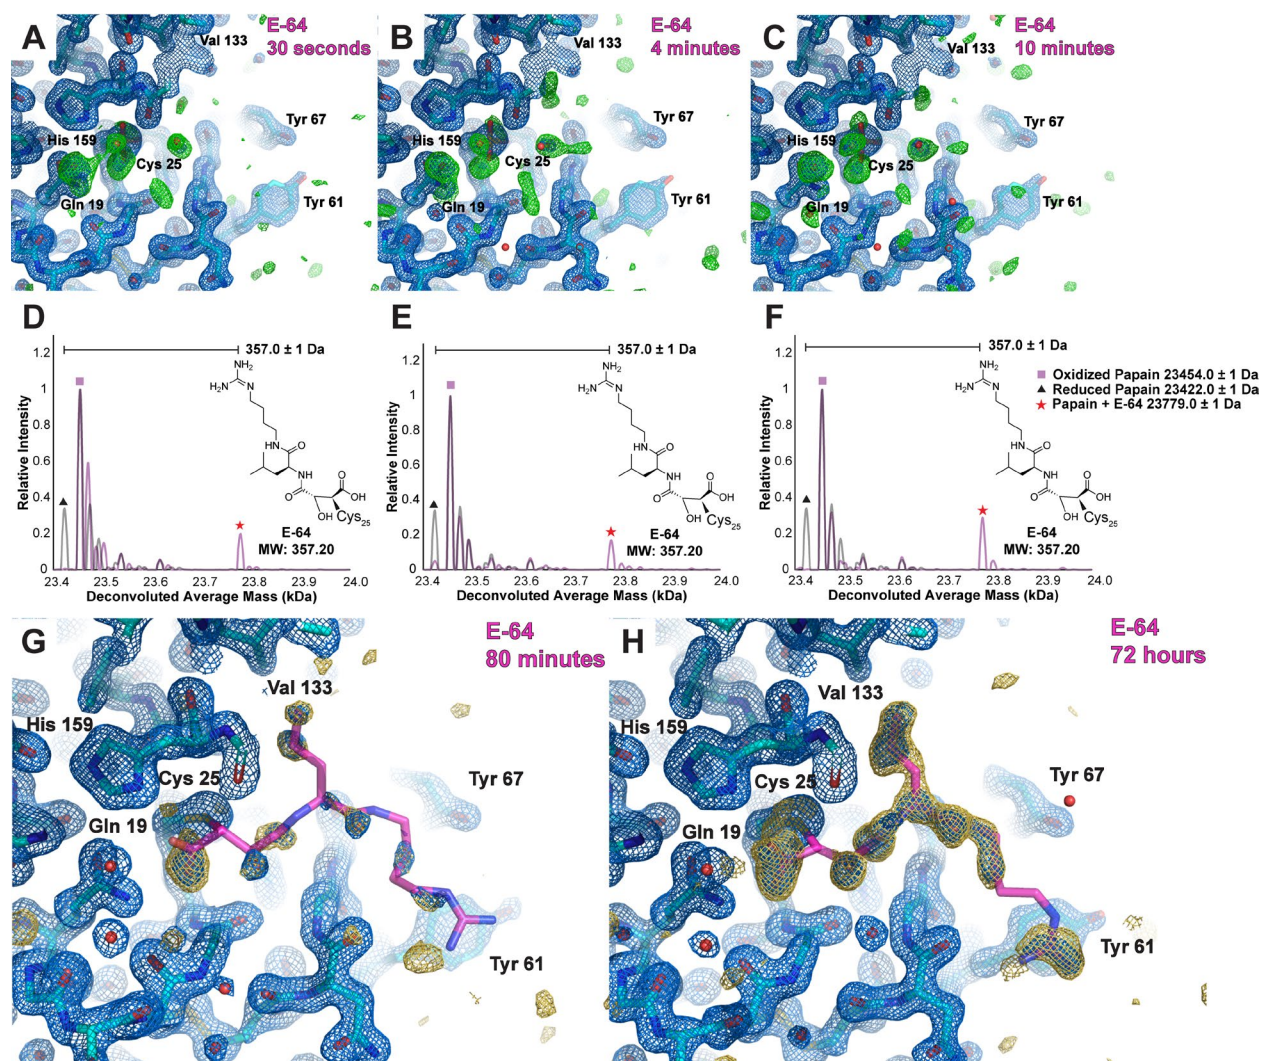 A
E-64
30 seconds
Val 133
Tyr 67
His 159
Cys 25
Gln 19
Tyr 61
B
E-64
4 minutes
Val 133
Tyr 67
His 159
Cys 25
Gln 19
Tyr 61
C
E-64
10 minutes
Val 133
Tyr 67
His 159
Cys 25
Gln 19
Tyr 61
D
357.0 ± 1 Da
1.2
1
0.8
0.6
0.4
0.2
0
Relative Intensity
23.4 23.5 23.6 23.7 23.8 23.9 24.0
Deconvoluted Average Mass (kDa)
NH2
H2N N
NH O
NH
O O
OH
OH Cys25
E-64
MW: 357.20
E
357.0 ± 1 Da
1.2
1
0.8
0.6
0.4
0.2
0
Relative Intensity
23.4 23.5 23.6 23.7 23.8 23.9 24.0
Deconvoluted Average Mass (kDa)
NH2
H2N N
HN O
NH
O O
OH
OH Cys25
E-64
MW: 357.20
F
357.0 ± 1 Da
1.2
1
0.8
0.6
0.4
0.2
0
Relative Intensity
23.4 23.5 23.6 23.7 23.8 23.9 24.0
Deconvoluted Average Mass (kDa)
NH2
H2N N
HN O
NH
O O
OH
OH Cys25
E-64
MW: 357.20
Oxidized Papain 23454.0 ± 1 Da
Reduced Papain 23422.0 ± 1 Da
Papain + E-64 23779.0 ± 1 Da
G
E-64
80 minutes
Val 133
His 159
Cys 25
Tyr 67
Gln 19
Tyr 61
H
E-64
72 hours
Val 133
His 159
Cys 25
Tyr 67
Gln 19
Tyr 61